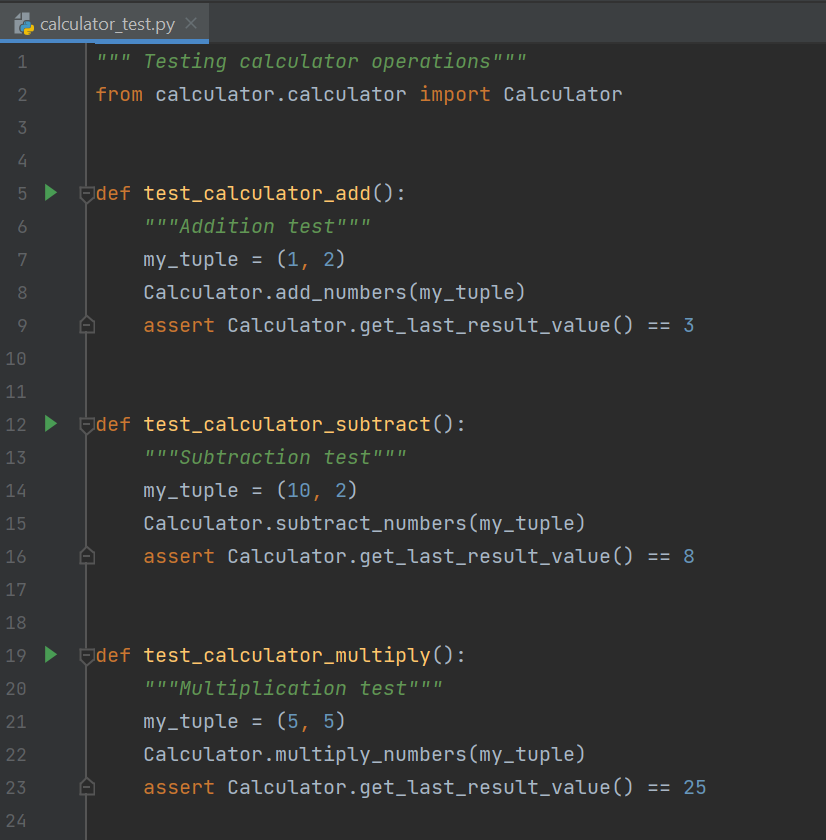 calculator_test.py
1 """ Testing calculator operations"""
2 from calculator.calculator import Calculator
3
4
5 def test_calculator_add():
6     """Addition test"""
7     my_tuple = (1, 2)
8     Calculator.add_numbers(my_tuple)
9     assert Calculator.get_last_result_value() == 3
10
11
12 def test_calculator_subtract():
13     """Subtraction test"""
14     my_tuple = (10, 2)
15     Calculator.subtract_numbers(my_tuple)
16     assert Calculator.get_last_result_value() == 8
17
18
19 def test_calculator_multiply():
20     """Multiplication test"""
21     my_tuple = (5, 5)
22     Calculator.multiply_numbers(my_tuple)
23     assert Calculator.get_last_result_value() == 25
24